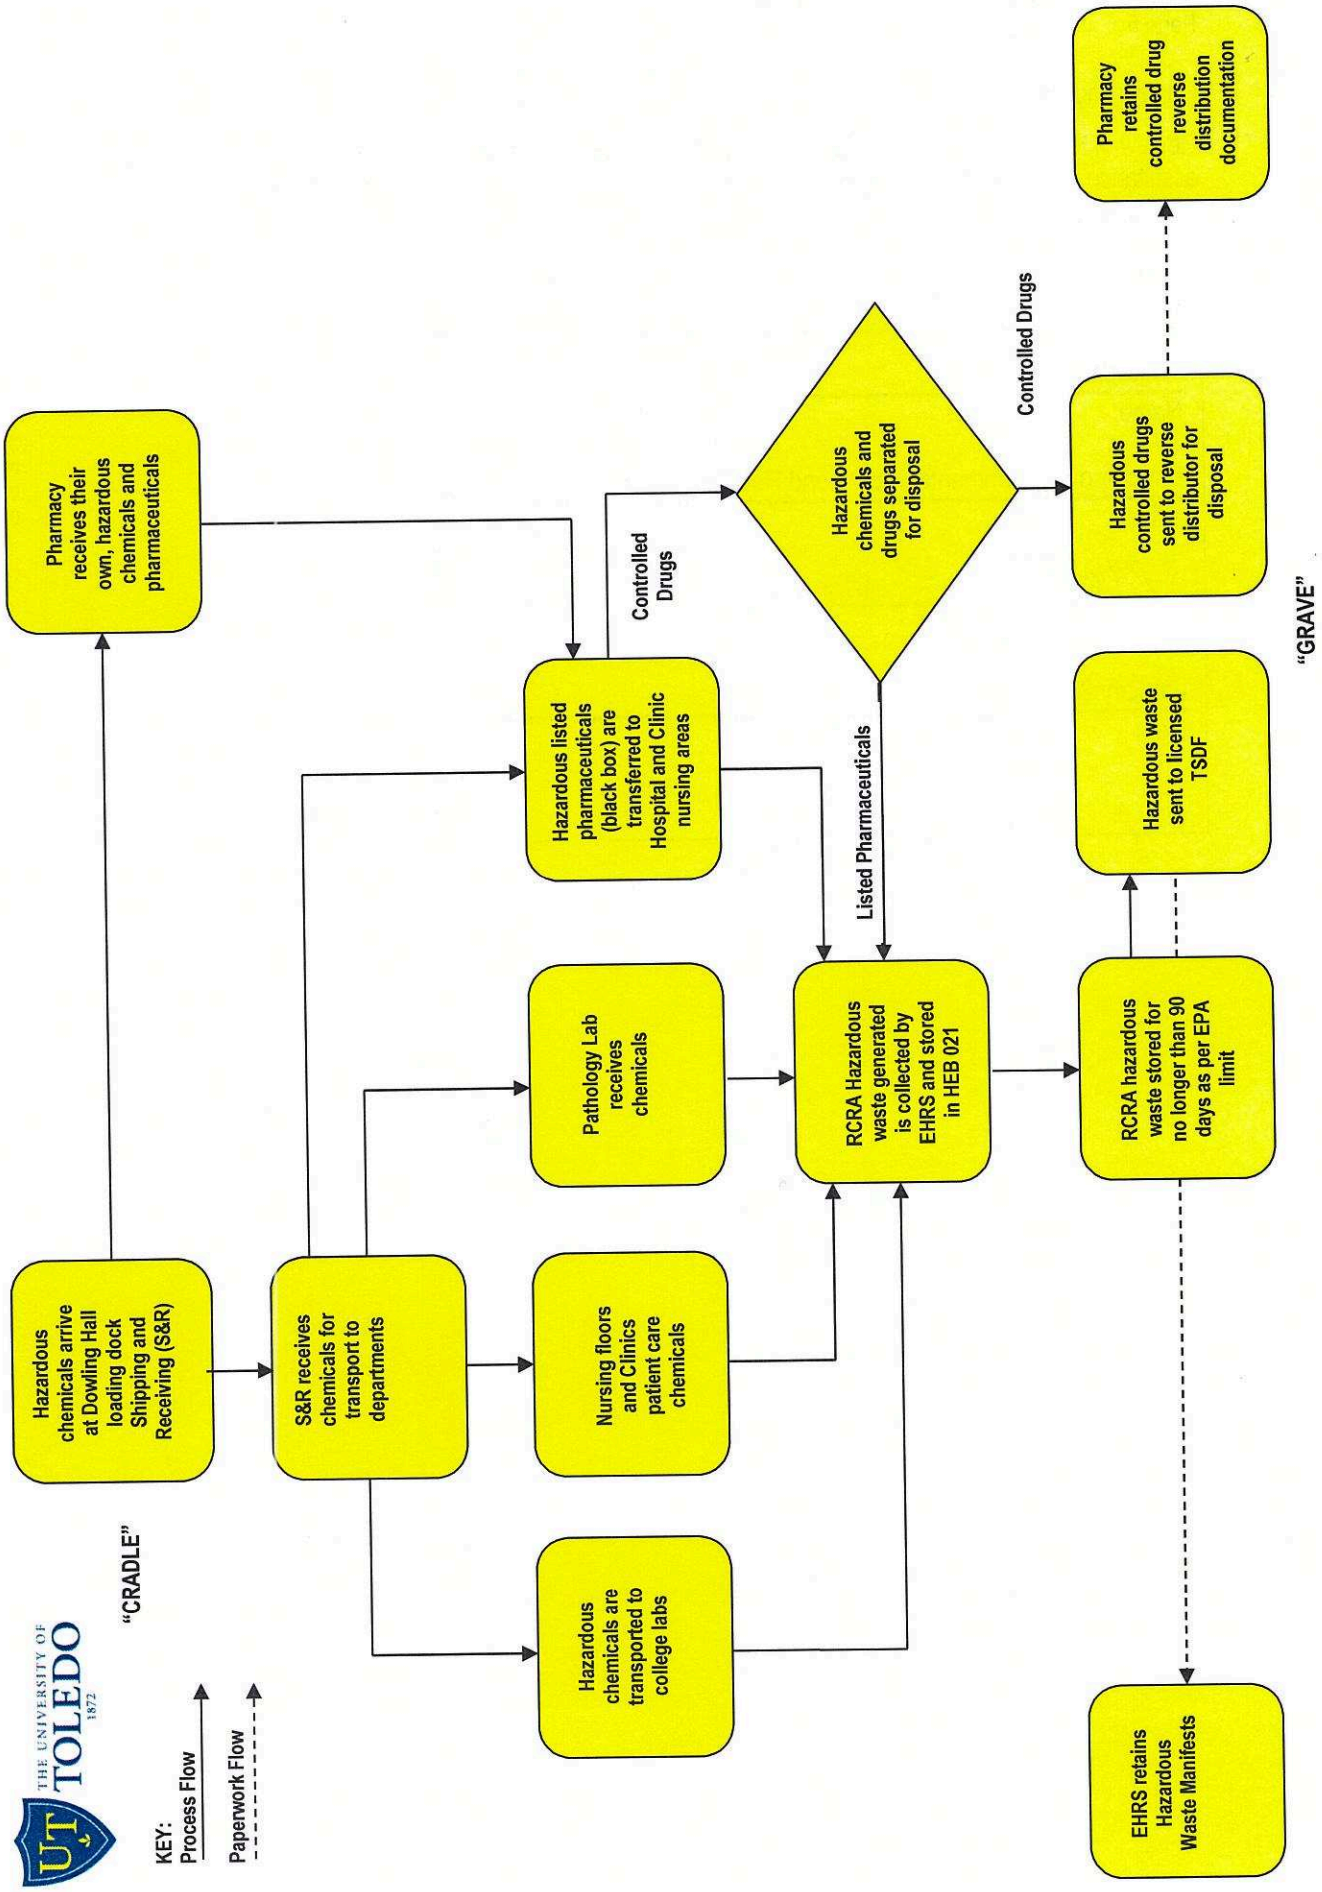 THE UNIVERSITY OF
TOLEDO
1872
UT
"CRADLE"
KEY:
Process Flow
Paperwork Flow
Hazardous
chemicals arrive
at Dowling Hall
loading dock
Shipping and
Receiving (S&R)
Pharmacy
receives their
own, hazardous
chemicals and
pharmaceuticals
S&R receives
chemicals for
transport to
departments
Hazardous
chemicals are
transported to
college labs
Nursing floors
and Clinics
patient care
chemicals
Pathology Lab
receives
chemicals
Hazardous listed
pharmaceuticals
(black box) are
transferred to
Hospital and Clinic
nursing areas
Controlled
Drugs
RCRA Hazardous
waste generated
is collected by
EHRS and stored
in HEB 021
Listed Pharmaceuticals
Hazardous
chemicals and
drugs separated
for disposal
Controlled Drugs
EHRS retains
Hazardous
Waste Manifests
RCRA hazardous
waste stored for
no longer than 90
days as per EPA
limit
Hazardous waste
sent to licensed
TSDF
Hazardous
controlled drugs
sent to reverse
distributor for
disposal
Pharmacy
retains
controlled drug
reverse
distribution
documentation
"GRAVE"